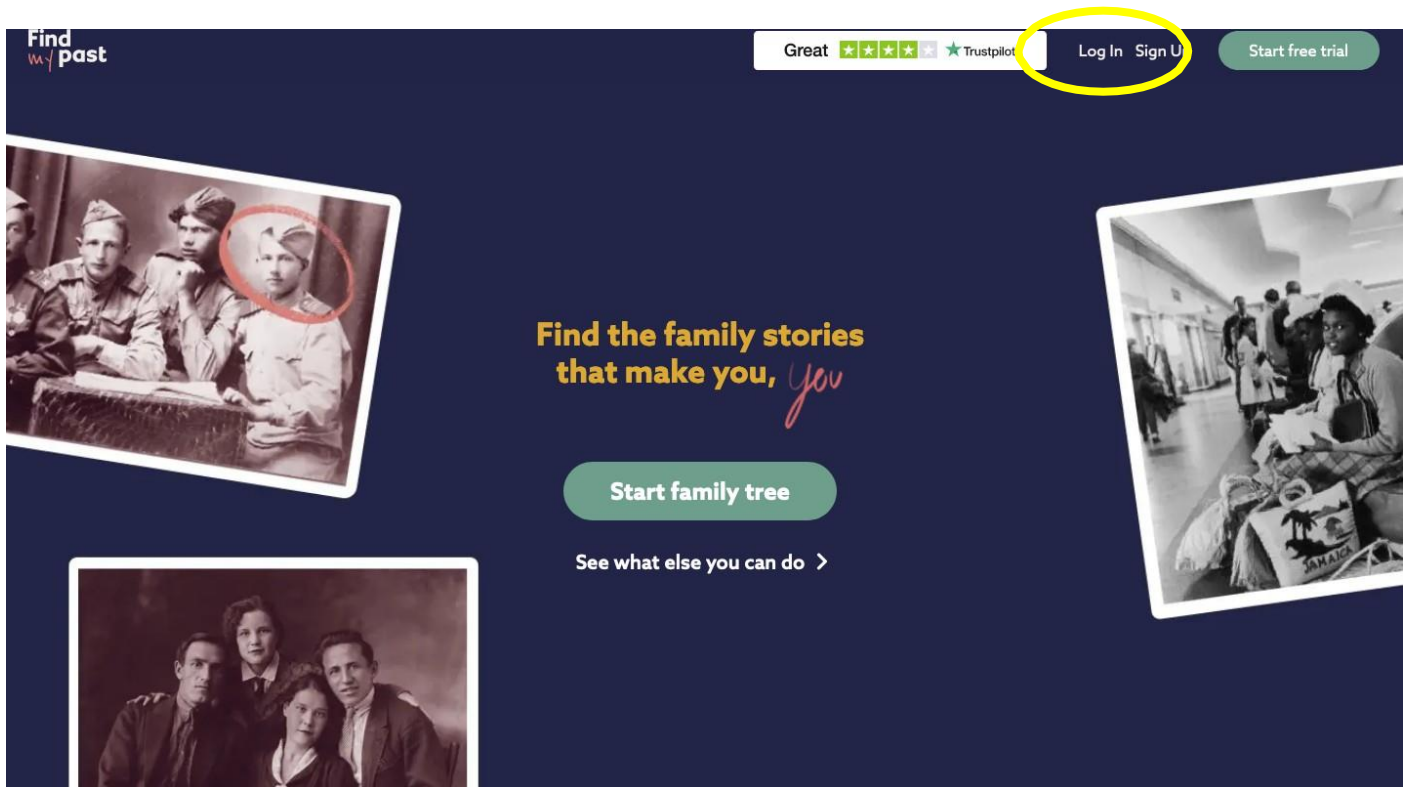 Find
my past
Great Trustpilot Log In Sign U Start free trial
Find the family stories
that make you, you
Start family tree
See what else you can do
JAMAICA